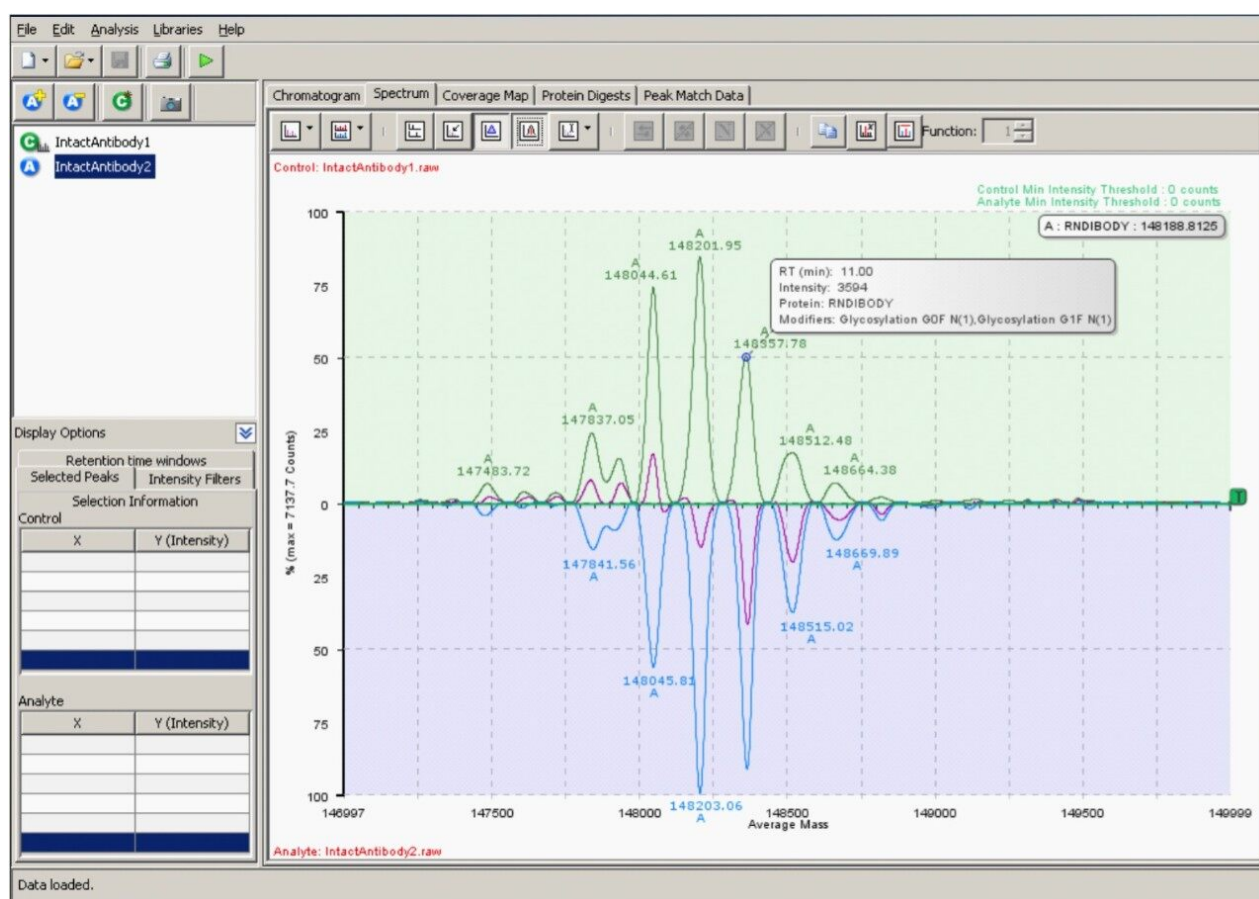 File Edit Analysis Libraries Help
Chromatogram Spectrum Coverage Map Protein Digests Peak Match Data
Function: 1
IntactAntibody1
IntactAntibody2
Control: IntactAntibody1.raw
Control Min Intensity Threshold : 0 counts
Analyte Min Intensity Threshold : 0 counts
A : RNDIBODY : 148188.8125
RT (min): 11.00
Intensity: 3594
Protein: RNDIBODY
Modifiers: Glycosylation G0F N(1),Glycosylation G1F N(1)
A
148201.95
A
148044.61
A
148357.78
A
147837.05
A
148512.48
A
147483.72
A
148664.38
100
75
50
25
0
25
50
75
100
% (max = 7137.7 Counts)
147841.56
A
148669.89
A
148515.02
A
148045.81
A
148203.06
A
146997 147500 148000 148500 149000 149500 149999
Average Mass
Analyte: IntactAntibody2.raw
Display Options
Retention time windows
Selected Peaks Intensity Filters
Selection Information
Control
X Y (Intensity)
Analyte
X Y (Intensity)
Data loaded.